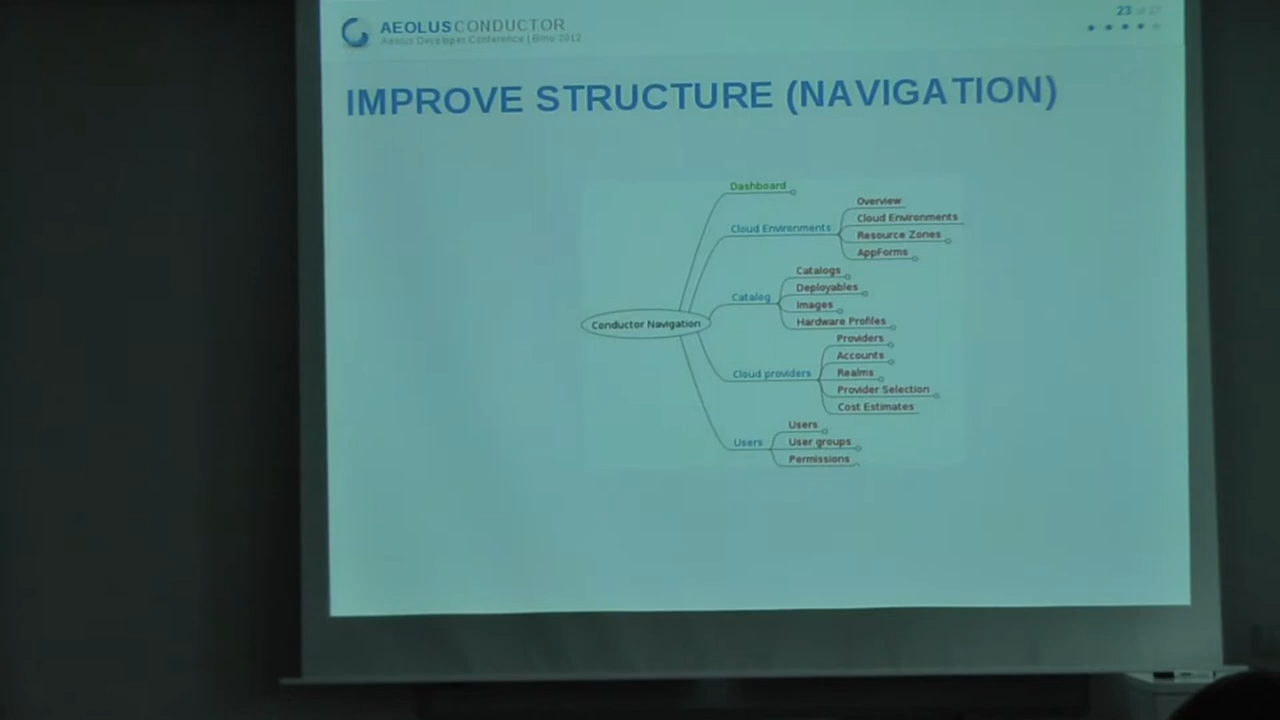 AEOLUS CONDUCTOR
Aeolus Developer Conference | Brno 2012
23 of 27
IMPROVE STRUCTURE (NAVIGATION)
Conductor Navigation
Dashboard
Cloud Environments
Overview
Cloud Environments
Resource Zones
AppForms
Catalog
Catalogs
Deployables
Images
Hardware Profiles
Cloud providers
Providers
Accounts
Realms
Provider Selection
Cost Estimates
Users
Users
User groups
Permissions